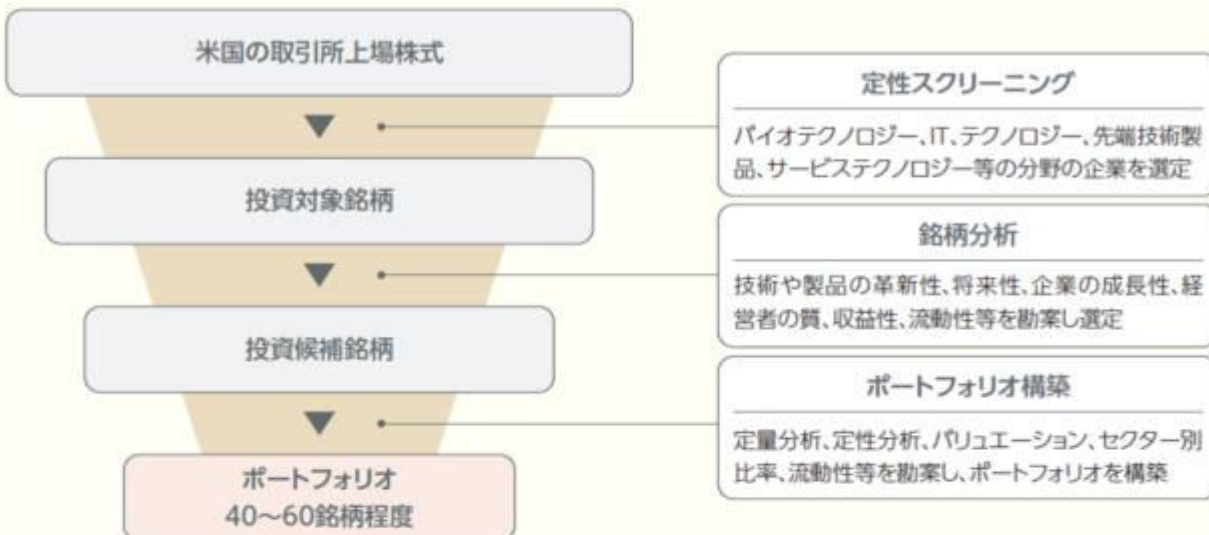 米国の取引所上場株式
定性スクリーニング
バイオテクノロジー、IT、テクノロジー、先端技術製
品、サービステクノロジー等の分野の企業を選定
投資対象銘柄
銘柄分析
技術や製品の革新性、将来性、企業の成長性、経
営者の質、収益性、流動性等を勘案し選定
投資候補銘柄
ポートフォリオ構築
定量分析、定性分析、バリュエーション、セクター別
比率、流動性等を勘案し、ポートフォリオを構築
ポートフォリオ
40～60銘柄程度